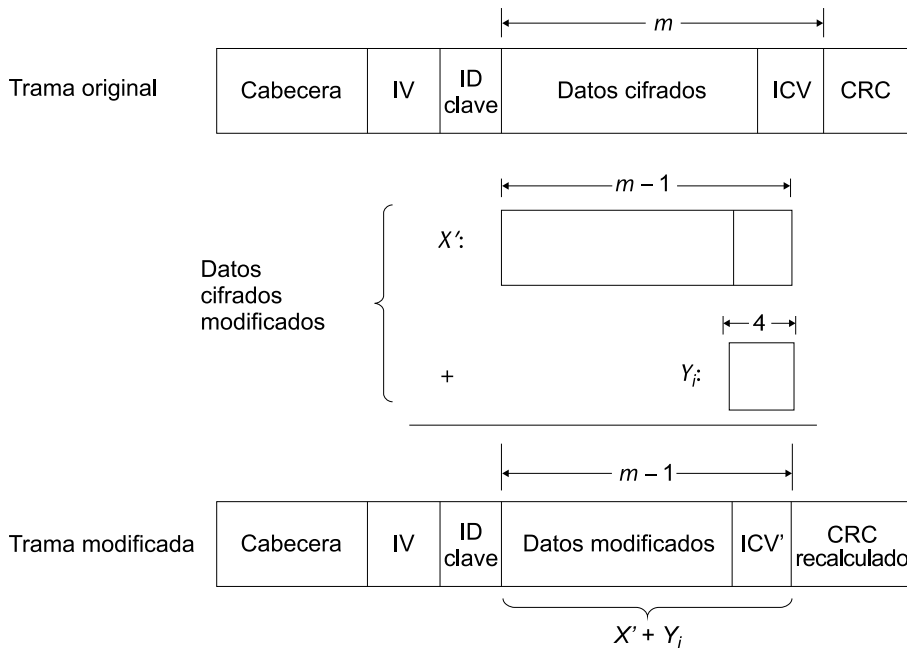 m
Trama original
Cabecera
IV
ID
clave
Datos cifrados
ICV
CRC
m – 1
X':
Datos
cifrados
modificados
4
+
Yi:
m – 1
Trama modificada
Cabecera
IV
ID
clave
Datos modificados
ICV'
CRC
recalculado
X' + Yi